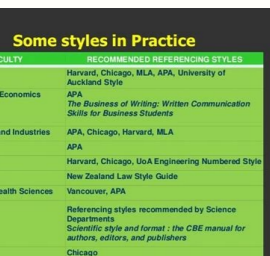 Some styles in Practice
CULTY RECOMMENDED REFERENCING STYLES
Harvard, Chicago, MLA, APA, University of
Auckland Style
Economics APA
The Business of Writing: Written Communication
Skills for Business Students
nd Industries APA, Chicago, Harvard, MLA
APA
Harvard, Chicago, UoA Engineering Numbered Style
New Zealand Law Style Guide
ealth Sciences Vancouver, APA
Referencing styles recommended by Science
Departments
Scientific style and format : the CBE manual for
authors, editors, and publishers
Chicago